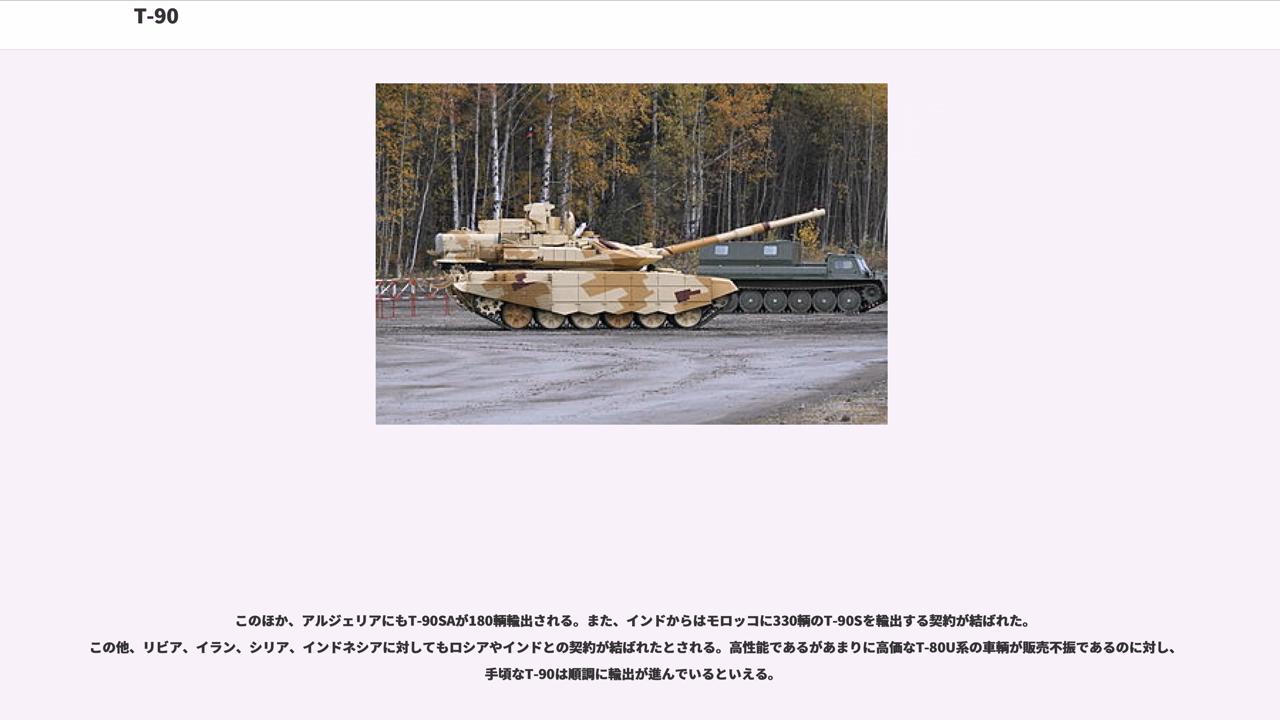 T-90
このほか、アルジェリアにもT-90SAが180輌輸出される。また、インドからはモロッコに330輌のT-90Sを輸出する契約が結ばれた。
この他、リビア、イラン、シリア、インドネシアに対してもロシアやインドとの契約が結ばれたとされる。高性能であるがあまりに高価なT-80U系の車輌が販売不振であるのに対し、
手頃なT-90は順調に輸出が進んでいるといえる。